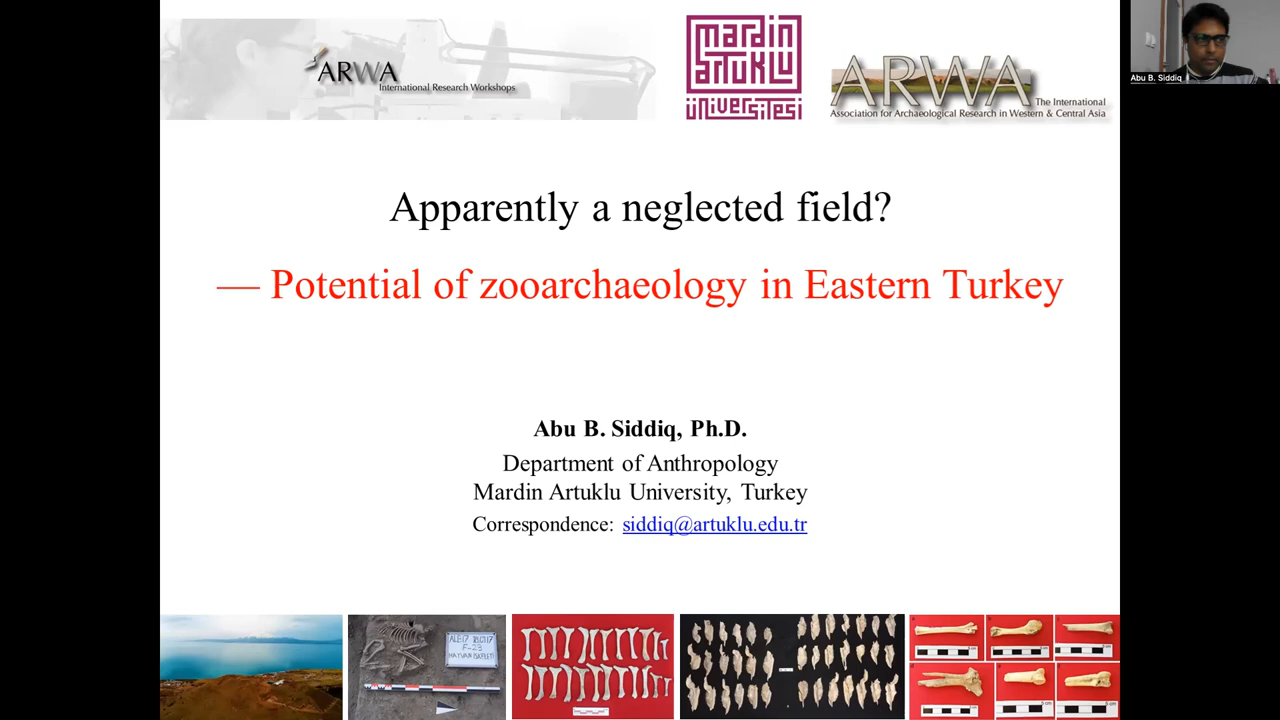 ARWA
International Research Workshops
mardin
artuklu
üniversitesi
ARWA
The International
Association for Archaeological Research in Western & Central Asia
Abu B. Siddiq
Apparently a neglected field?
— Potential of zooarchaeology in Eastern Turkey
Abu B. Siddiq, Ph.D.
Department of Anthropology
Mardin Artuklu University, Turkey
Correspondence: siddiq@artuklu.edu.tr
F-23